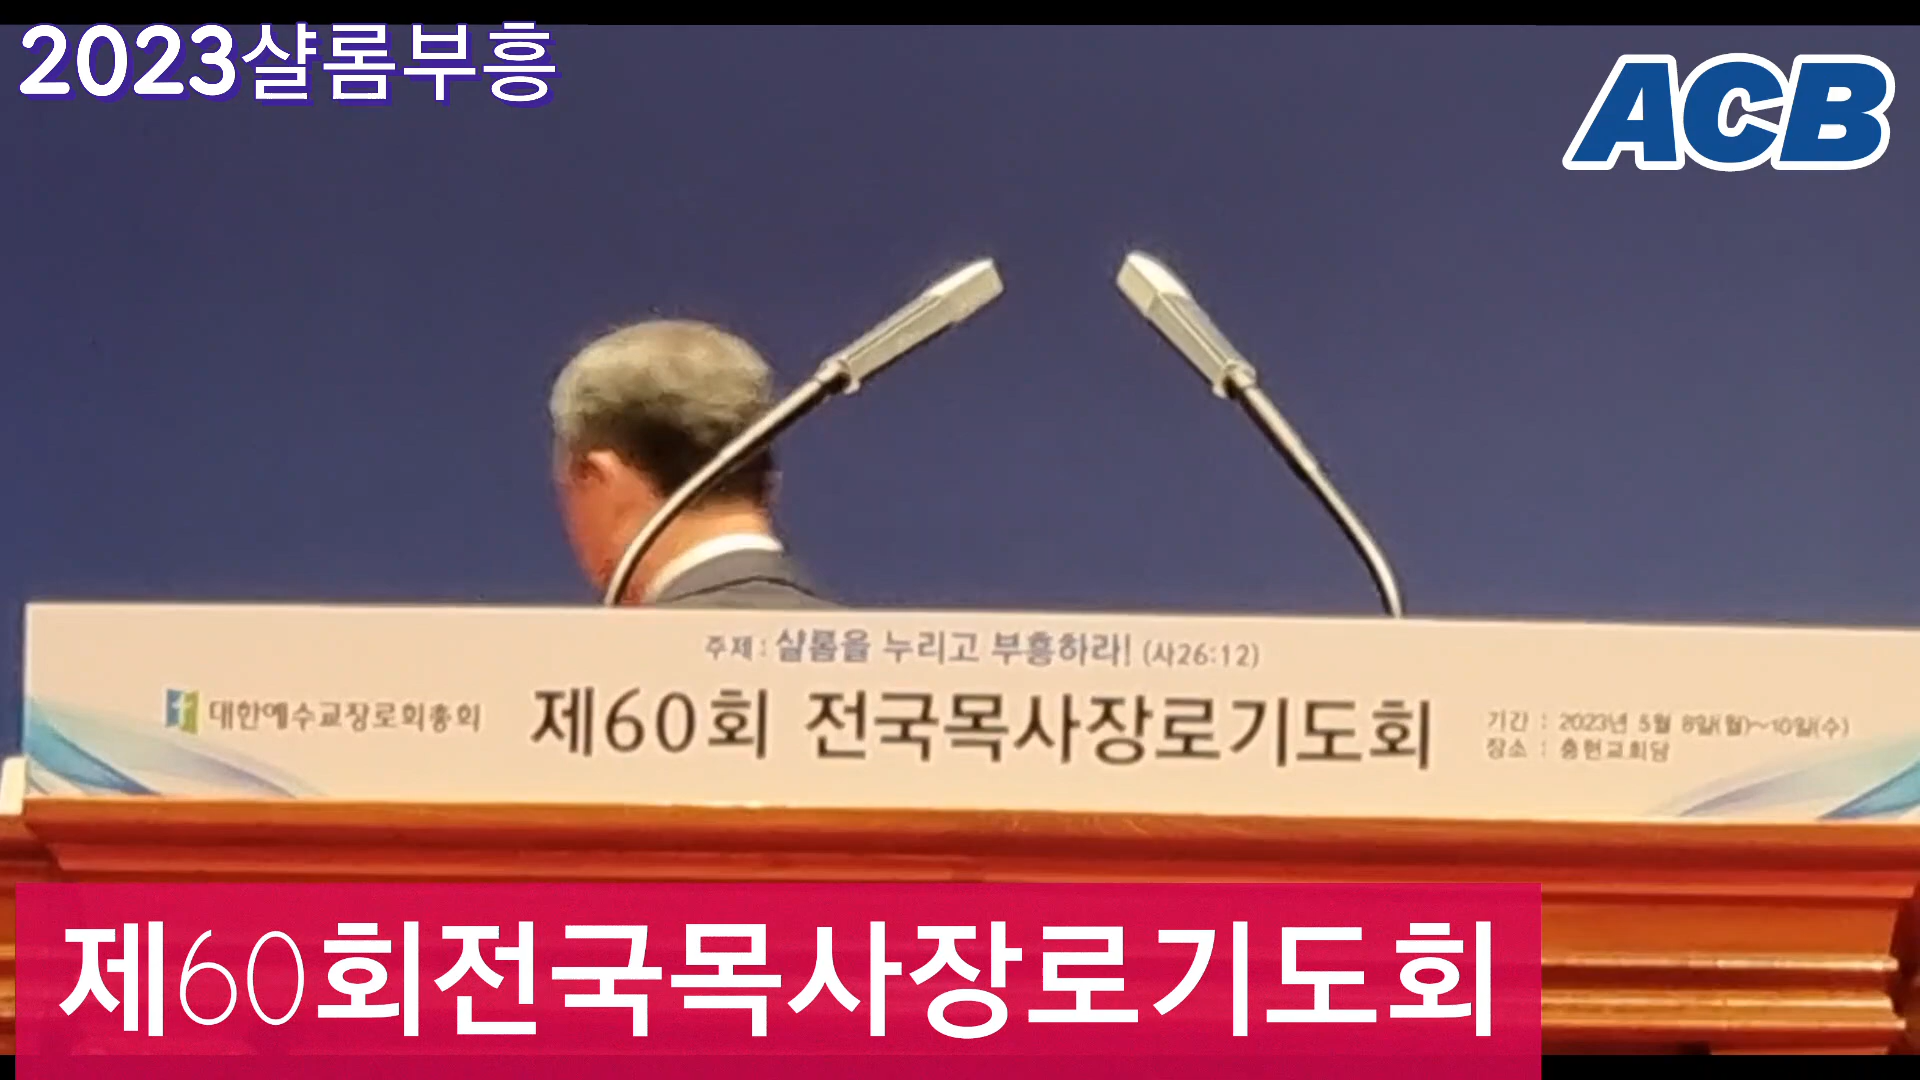 2023샬롬부흥
ACB
주제 : 샬롬을 누리고 부흥하라! (사26:12)
대한예수교장로회총회
제60회 전국목사장로기도회
기간 : 2023년 5월 8일(월)~10일(수)
장소 : 충현교회당
제60회전국목사장로기도회